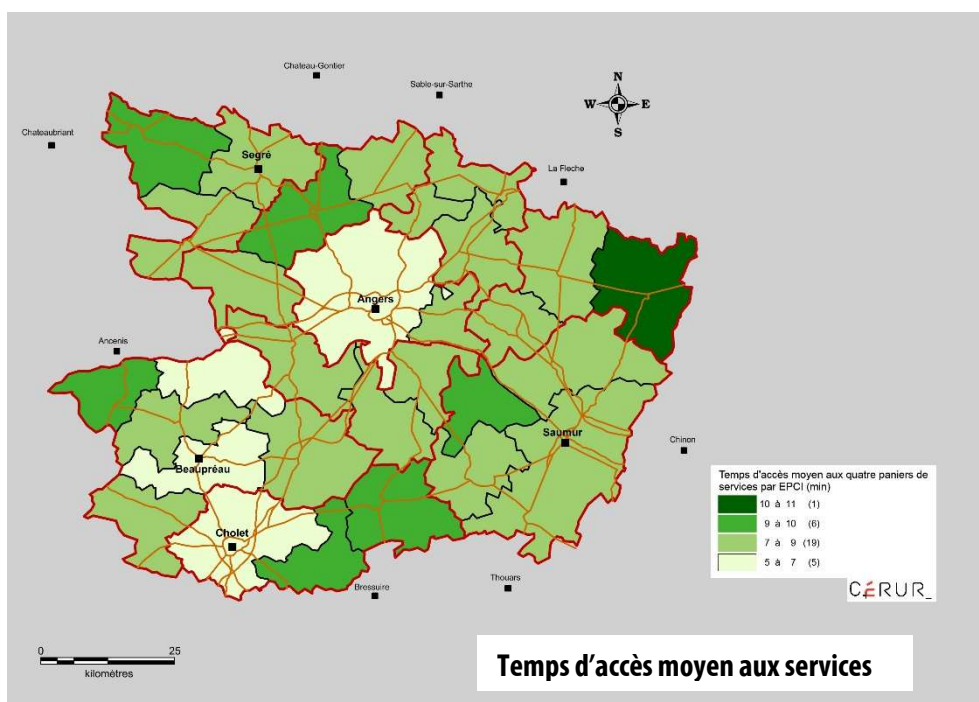 Chateau-Gontier
Sable-sur-Sarthe
N
W E
S
Chateaubriant
Segré
La Fleche
Angers
Ancenis
Saumur
Chinon
Beaupréau
Cholet
Bressuire
Thouars
Temps d'accès moyen aux quatre paniers de
services par EPCI (min)
10 à 11 (1)
9 à 10 (6)
7 à 9 (19)
5 à 7 (5)
CÉRUR_
0 25
kilomètres
Temps d'accès moyen aux services